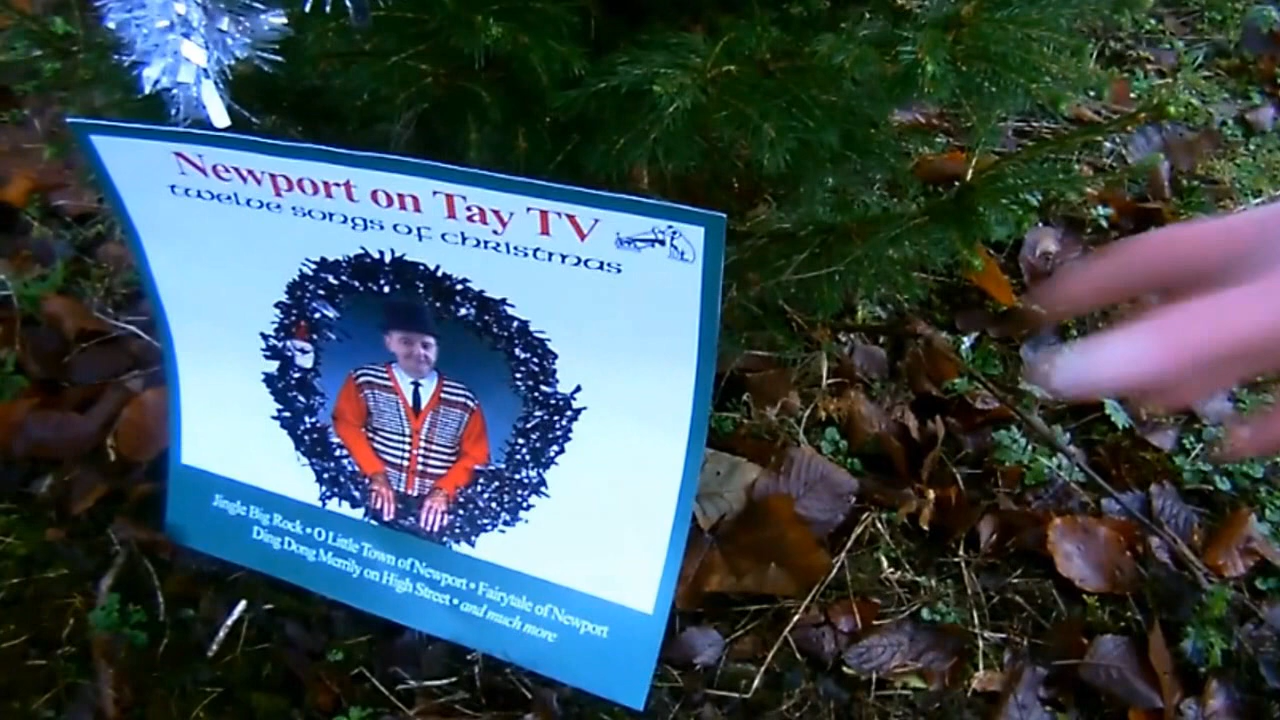 Newport on Tay TV
twelve songs of christmas
Jingle Big Rock • O Little Town of Newport • Fairytale of Newport
Ding Dong Merrily on High Street • and much more